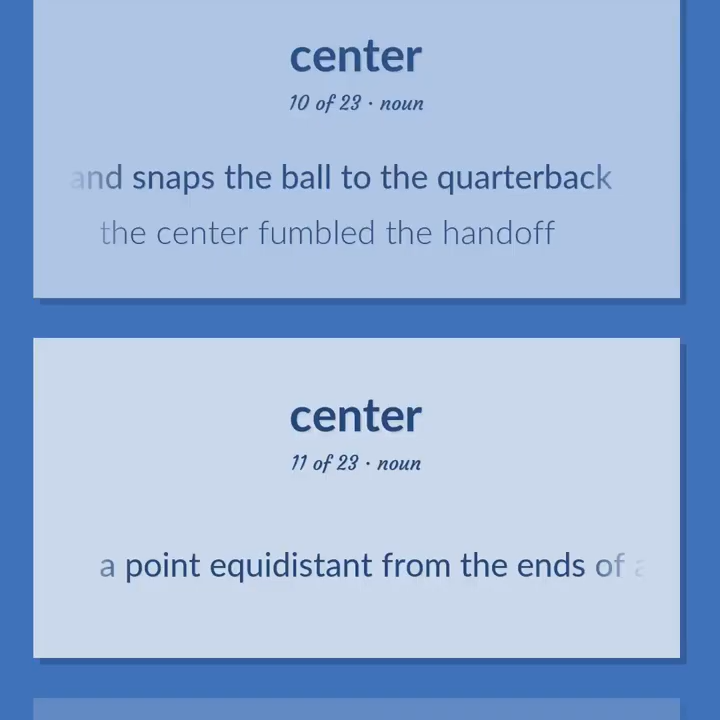 center
10 of 23 · noun
and snaps the ball to the quarterback
the center fumbled the handoff
center
11 of 23 · noun
a point equidistant from the ends of a